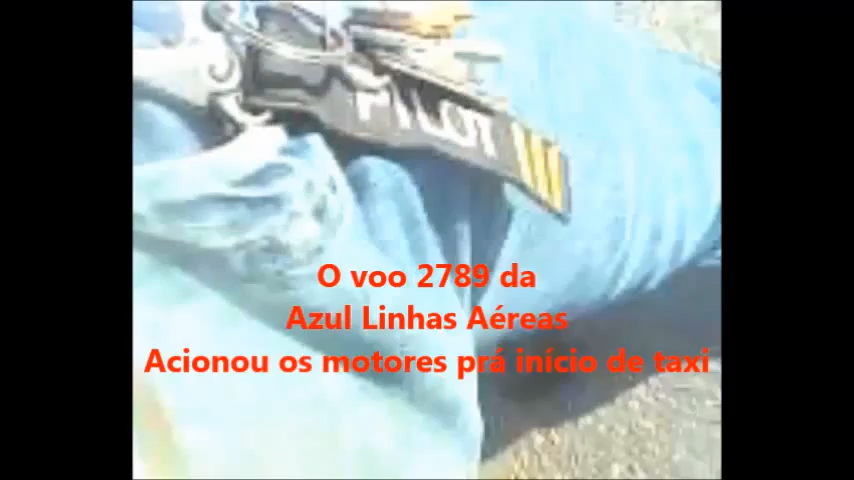 PILOT
O voo 2789 da
Azul Linhas Aéreas
Acionou os motores prá início de taxi